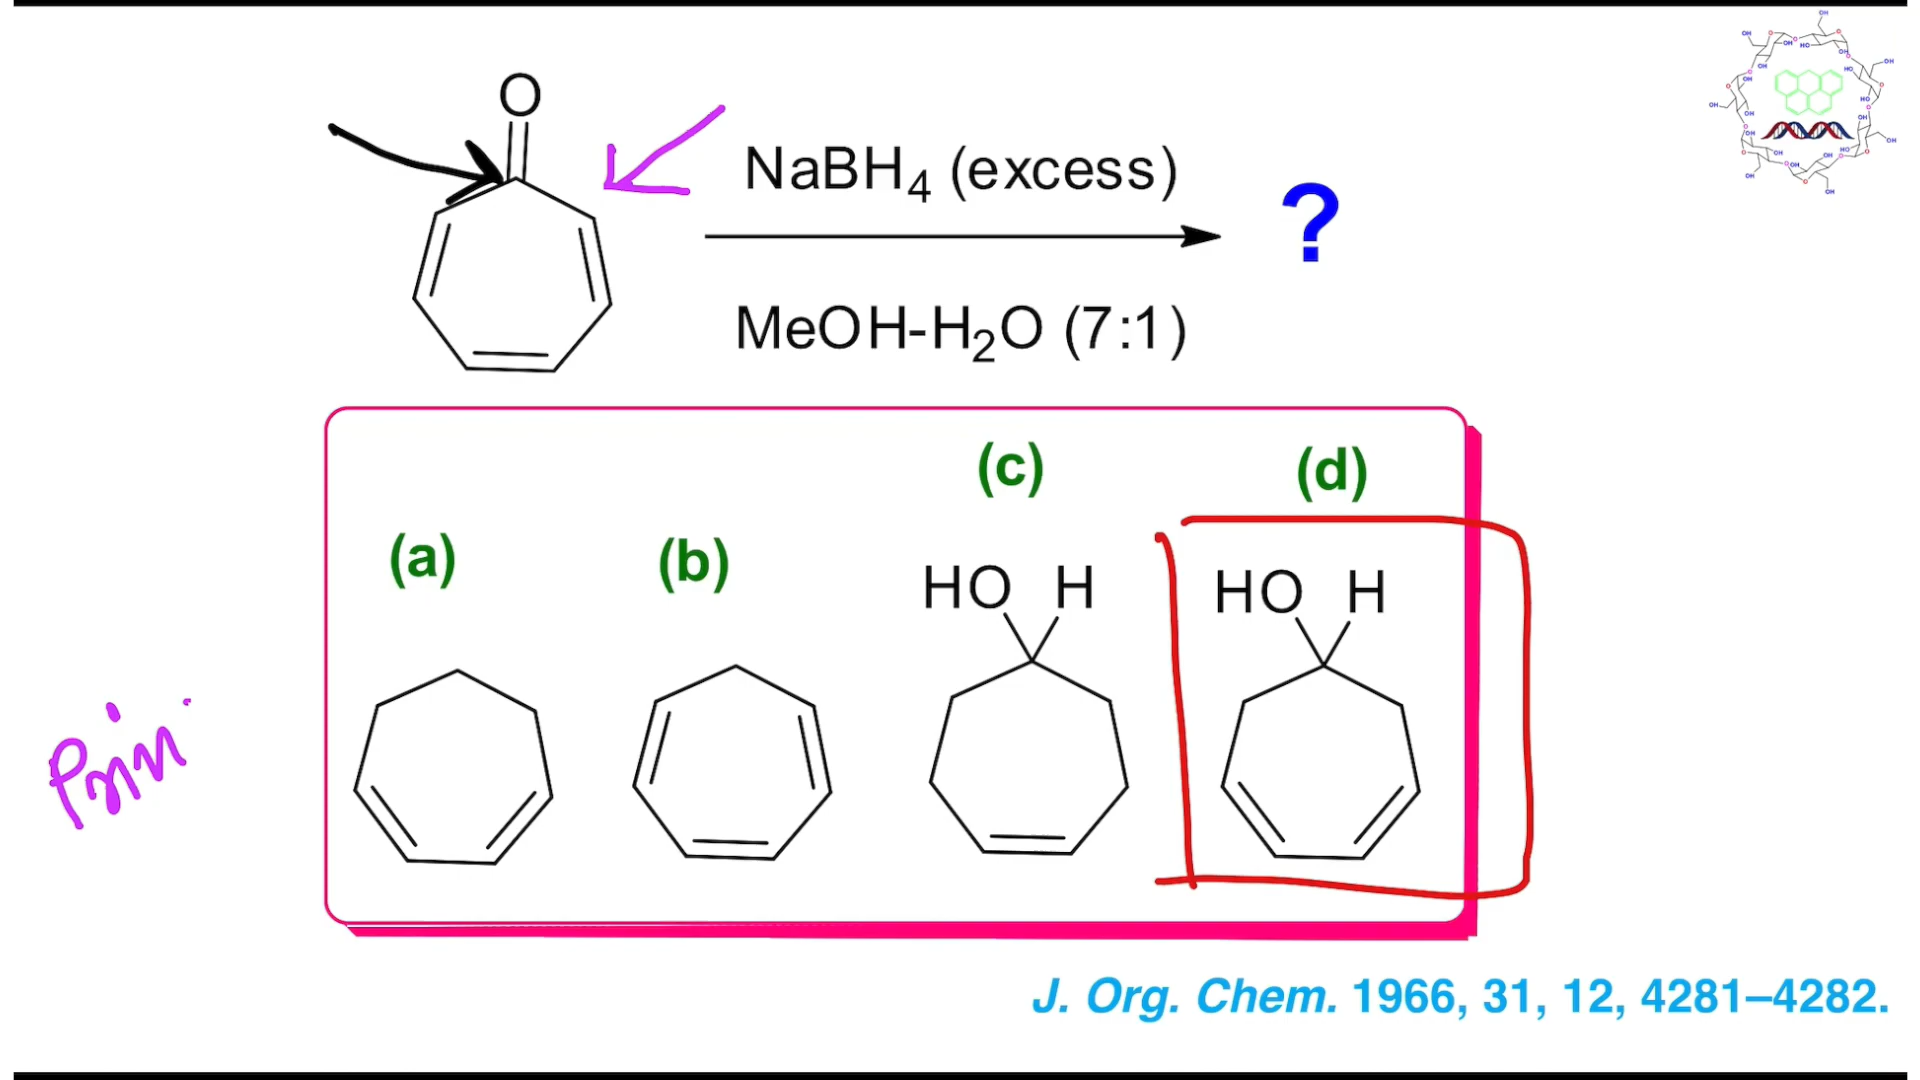 O
NaBH4 (excess)
?
MeOH-H2O (7:1)
(a)
(b)
(c)
(d)
HO H
HO H
J. Org. Chem. 1966, 31, 12, 4281–4282.